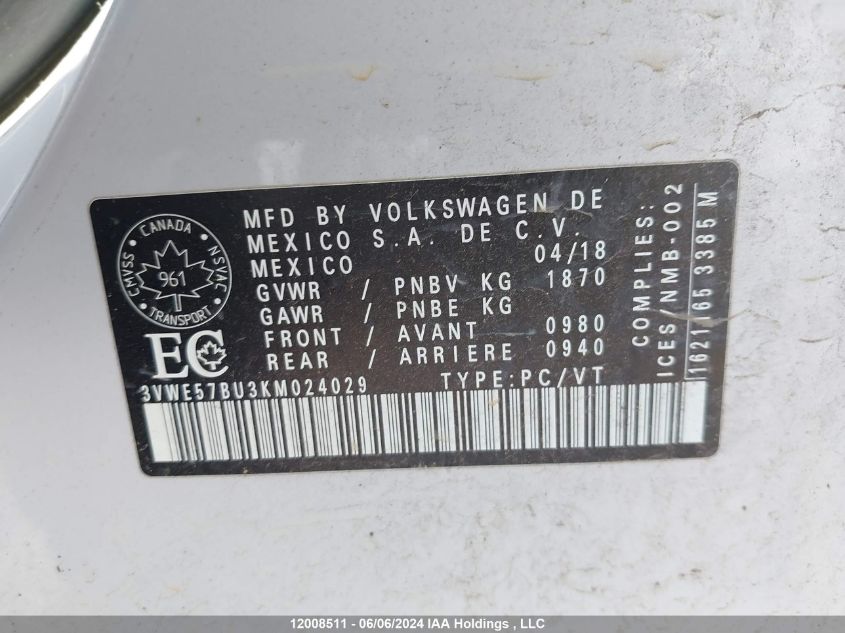 CANADA
CMVSS
NSVAC
961
TRANSPORT
EC
MFD BY VOLKSWAGEN DE
MEXICO S.A. DE C.V.
MEXICO 04/18
GVWR / PNBV KG 1870
GAWR / PNBE KG
FRONT / AVANT 0980
REAR / ARRIERE 0940
3VWE57BU3KM024029 TYPE:PC/VT
COMPLIES:
ICES/NMB-002
1621165 3385 M
12008511 - 06/06/2024 IAA Holdings , LLC